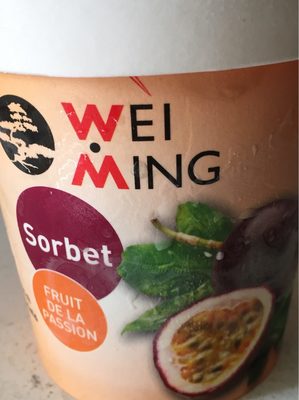 WEI
MING
Sorbet
FRUIT
DE LA
PASSION